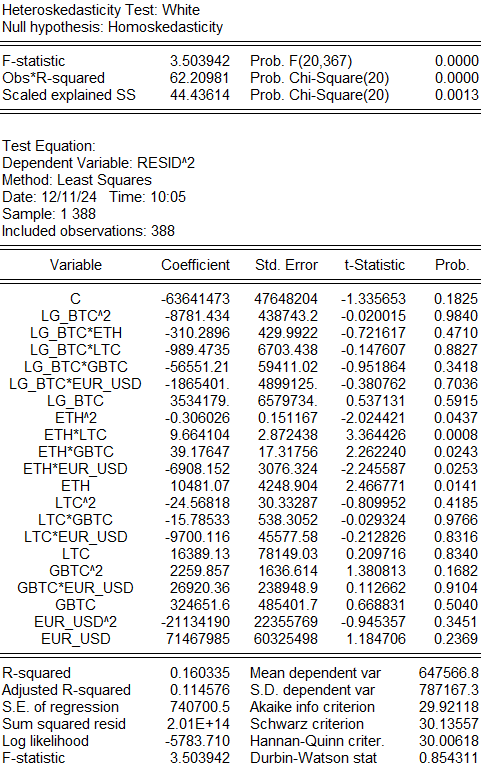 Heteroskedasticity Test: White
Null hypothesis: Homoskedasticity
F-statistic 3.503942 Prob. F(20,367) 0.0000
Obs*R-squared 62.20981 Prob. Chi-Square(20) 0.0000
Scaled explained SS 44.43614 Prob. Chi-Square(20) 0.0013
Test Equation:
Dependent Variable: RESID^2
Method: Least Squares
Date: 12/11/24 Time: 10:05
Sample: 1 388
Included observations: 388
Variable Coefficient Std. Error t-Statistic Prob.
C -63641473 47648204 -1.335653 0.1825
LG_BTC^2 -8781.434 438743.2 -0.020015 0.9840
LG_BTC*ETH -310.2896 429.9922 -0.721617 0.4710
LG_BTC*LTC -989.4735 6703.438 -0.147607 0.8827
LG_BTC*GBTC -56551.21 59411.02 -0.951864 0.3418
LG_BTC*EUR_USD -1865401. 4899125. -0.380762 0.7036
LG_BTC 3534179. 6579734. 0.537131 0.5915
ETH^2 -0.306026 0.151167 -2.024421 0.0437
ETH*LTC 9.664104 2.872438 3.364426 0.0008
ETH*GBTC 39.17647 17.31756 2.262240 0.0243
ETH*EUR_USD -6908.152 3076.324 -2.245587 0.0253
ETH 10481.07 4248.904 2.466771 0.0141
LTC^2 -24.56818 30.33287 -0.809952 0.4185
LTC*GBTC -15.78533 538.3052 -0.029324 0.9766
LTC*EUR_USD -9700.116 45577.58 -0.212826 0.8316
LTC 16389.13 78149.03 0.209716 0.8340
GBTC^2 2259.857 1636.614 1.380813 0.1682
GBTC*EUR_USD 26920.36 238948.9 0.112662 0.9104
GBTC 324651.6 485401.7 0.668831 0.5040
EUR_USD^2 -21134190 22355769 -0.945357 0.3451
EUR_USD 71467985 60325498 1.184706 0.2369
R-squared 0.160335 Mean dependent var 647566.8
Adjusted R-squared 0.114576 S.D. dependent var 787167.3
S.E. of regression 740700.5 Akaike info criterion 29.92118
Sum squared resid 2.01E+14 Schwarz criterion 30.13557
Log likelihood -5783.710 Hannan-Quinn criter. 30.00618
F-statistic 3.503942 Durbin-Watson stat 0.854311